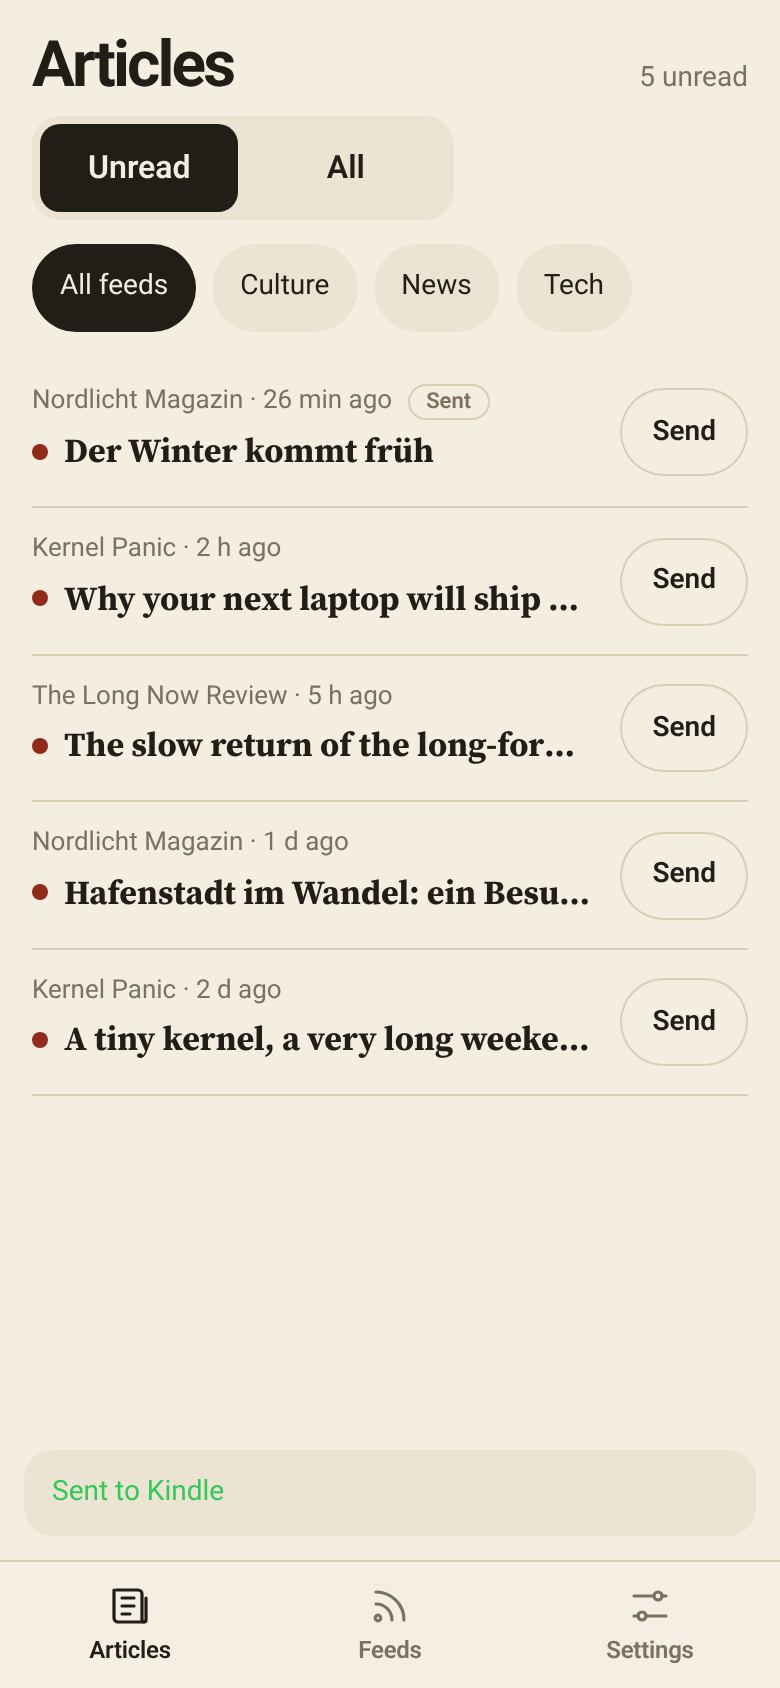 Articles
5 unread
Unread All
All feeds Culture News Tech
Nordlicht Magazin · 26 min ago Sent
Der Winter kommt früh
Send
Kernel Panic · 2 h ago
Why your next laptop will ship ...
Send
The Long Now Review · 5 h ago
The slow return of the long-for...
Send
Nordlicht Magazin · 1 d ago
Hafenstadt im Wandel: ein Besu...
Send
Kernel Panic · 2 d ago
A tiny kernel, a very long weeke...
Send
Sent to Kindle
Articles Feeds Settings